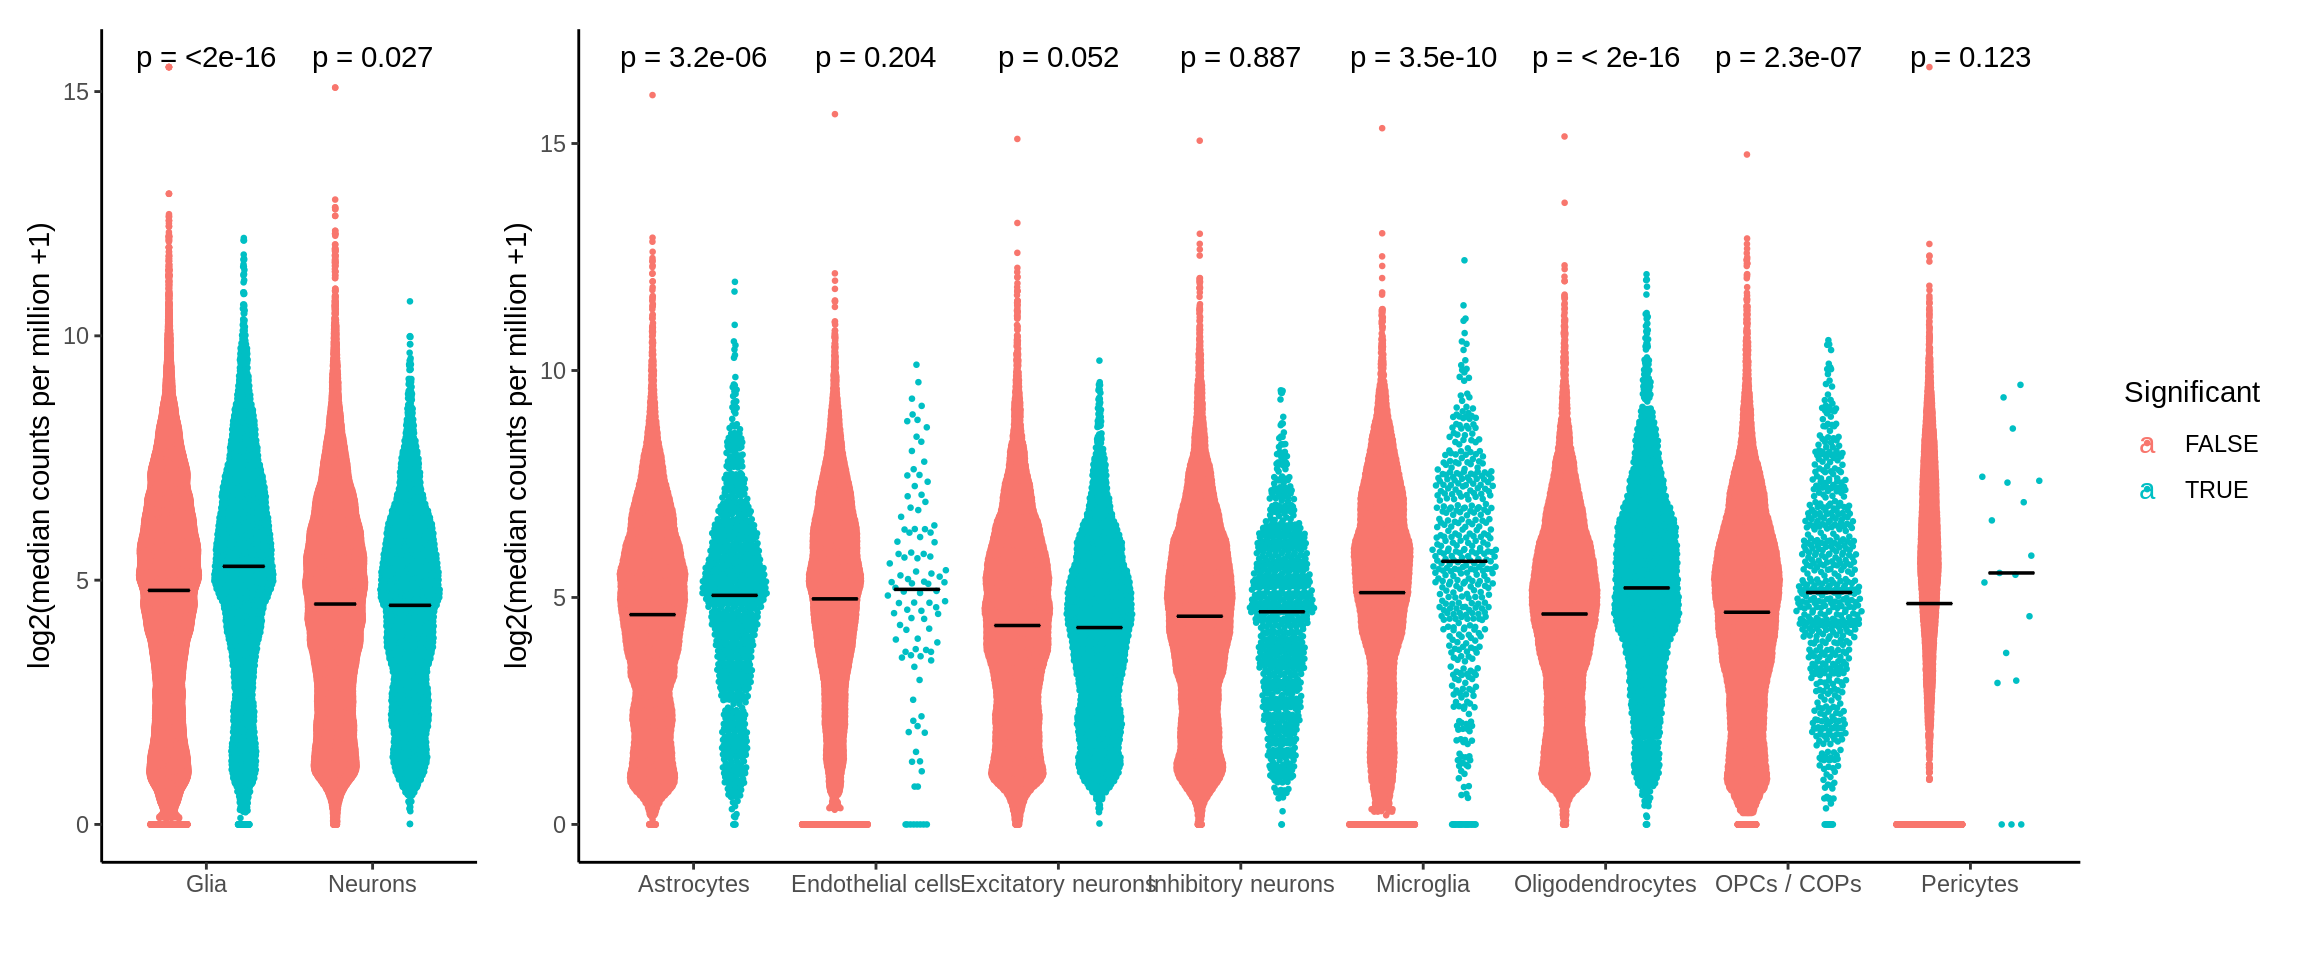 p = <2e-16 p = 0.027
p = 3.2e-06 p = 0.204 p = 0.052 p = 0.887 p = 3.5e-10 p = < 2e-16 p = 2.3e-07 p = 0.123
log2(median counts per million +1)
15
10
5
0
Glia Neurons
log2(median counts per million +1)
15
10
5
0
Astrocytes Endothelial cells Excitatory neurons Inhibitory neurons Microglia Oligodendrocytes OPCs / COPs Pericytes
Significant
a FALSE
a TRUE